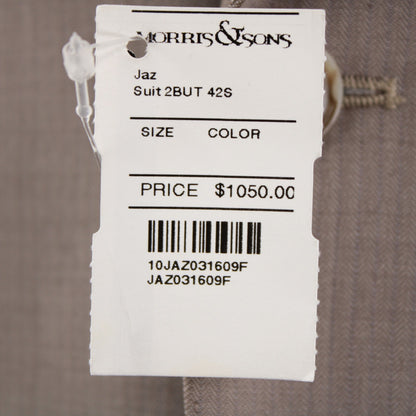 MORRIS & SONS
Jaz
Suit 2BUT 42S
SIZE COLOR
PRICE $1050.00
10JAZ031609F
JAZ031609F